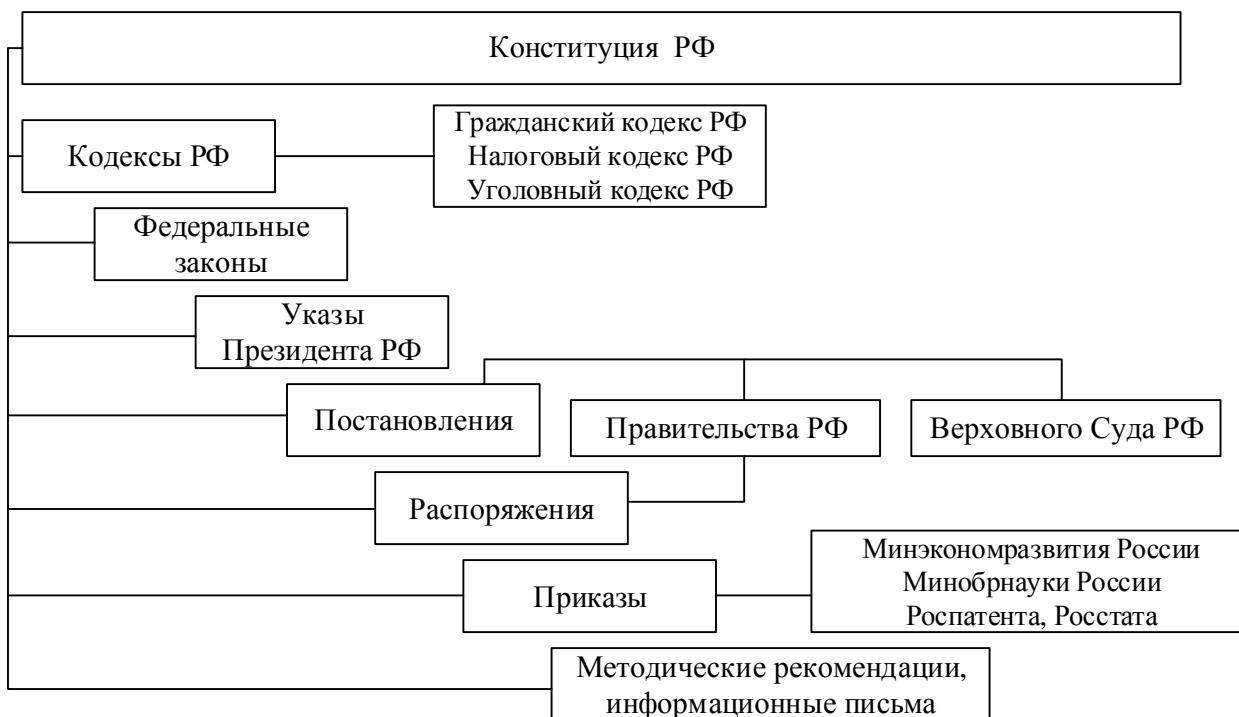 Конституция РФ
Кодексы РФ
Гражданский кодекс РФ
Налоговый кодекс РФ
Уголовный кодекс РФ
Федеральные
законы
Указы
Президента РФ
Постановления
Правительства РФ
Верховного Суда РФ
Распоряжения
Приказы
Минэкономразвития России
Минобрнауки России
Роспатента, Росстата
Методические рекомендации,
информационные письма